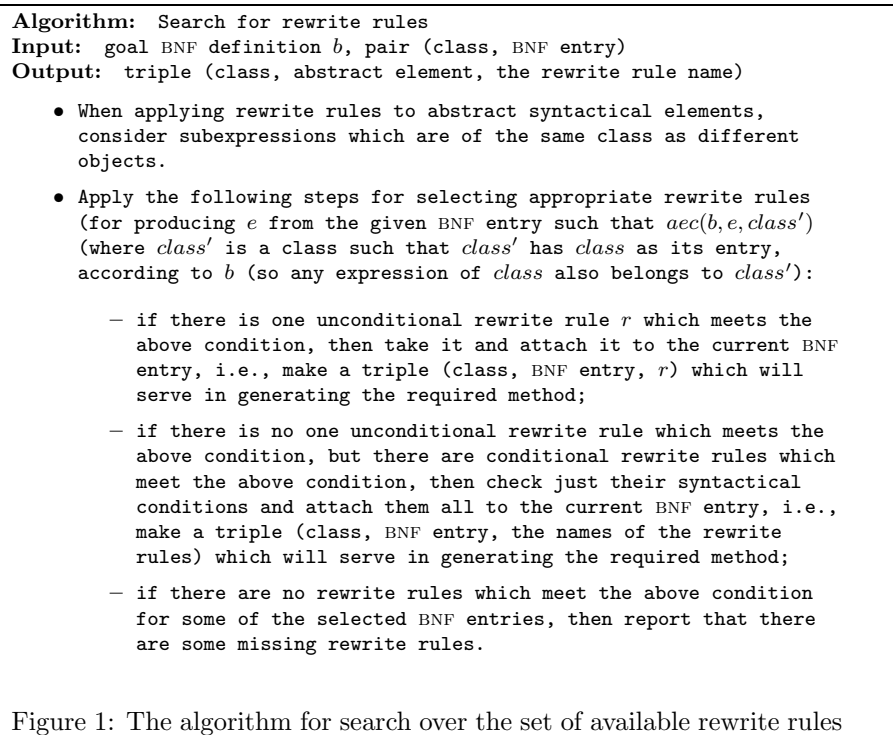 Algorithm: Search for rewrite rules
Input: goal BNF definition b, pair (class, BNF entry)
Output: triple (class, abstract element, the rewrite rule name)
• When applying rewrite rules to abstract syntactical elements,
consider subexpressions which are of the same class as different
objects.
• Apply the following steps for selecting appropriate rewrite rules
(for producing e from the given BNF entry such that aec(b, e, class′)
(where class′ is a class such that class′ has class as its entry,
according to b (so any expression of class also belongs to class′):
– if there is one unconditional rewrite rule r which meets the
above condition, then take it and attach it to the current BNF
entry, i.e., make a triple (class, BNF entry, r) which will
serve in generating the required method;
– if there is no one unconditional rewrite rule which meets the
above condition, but there are conditional rewrite rules which
meet the above condition, then check just their syntactical
conditions and attach them all to the current BNF entry, i.e.,
make a triple (class, BNF entry, the names of the rewrite
rules) which will serve in generating the required method;
– if there are no rewrite rules which meet the above condition
for some of the selected BNF entries, then report that there
are some missing rewrite rules.
Figure 1: The algorithm for search over the set of available rewrite rules